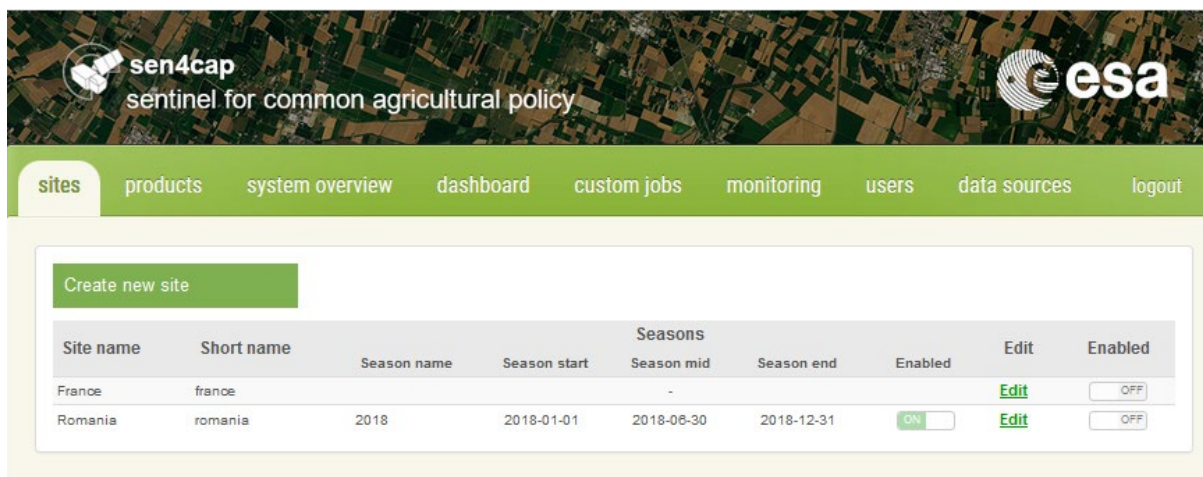 sen4cap
sentinel for common agricultural policy
esa
sites products system overview dashboard custom jobs monitoring users data sources logout
Create new site
Site name Short name Seasons Edit Enabled
Season name Season start Season mid Season end Enabled
France france - Edit OFF
Romania romania 2018 2018-01-01 2018-06-30 2018-12-31 ON Edit OFF